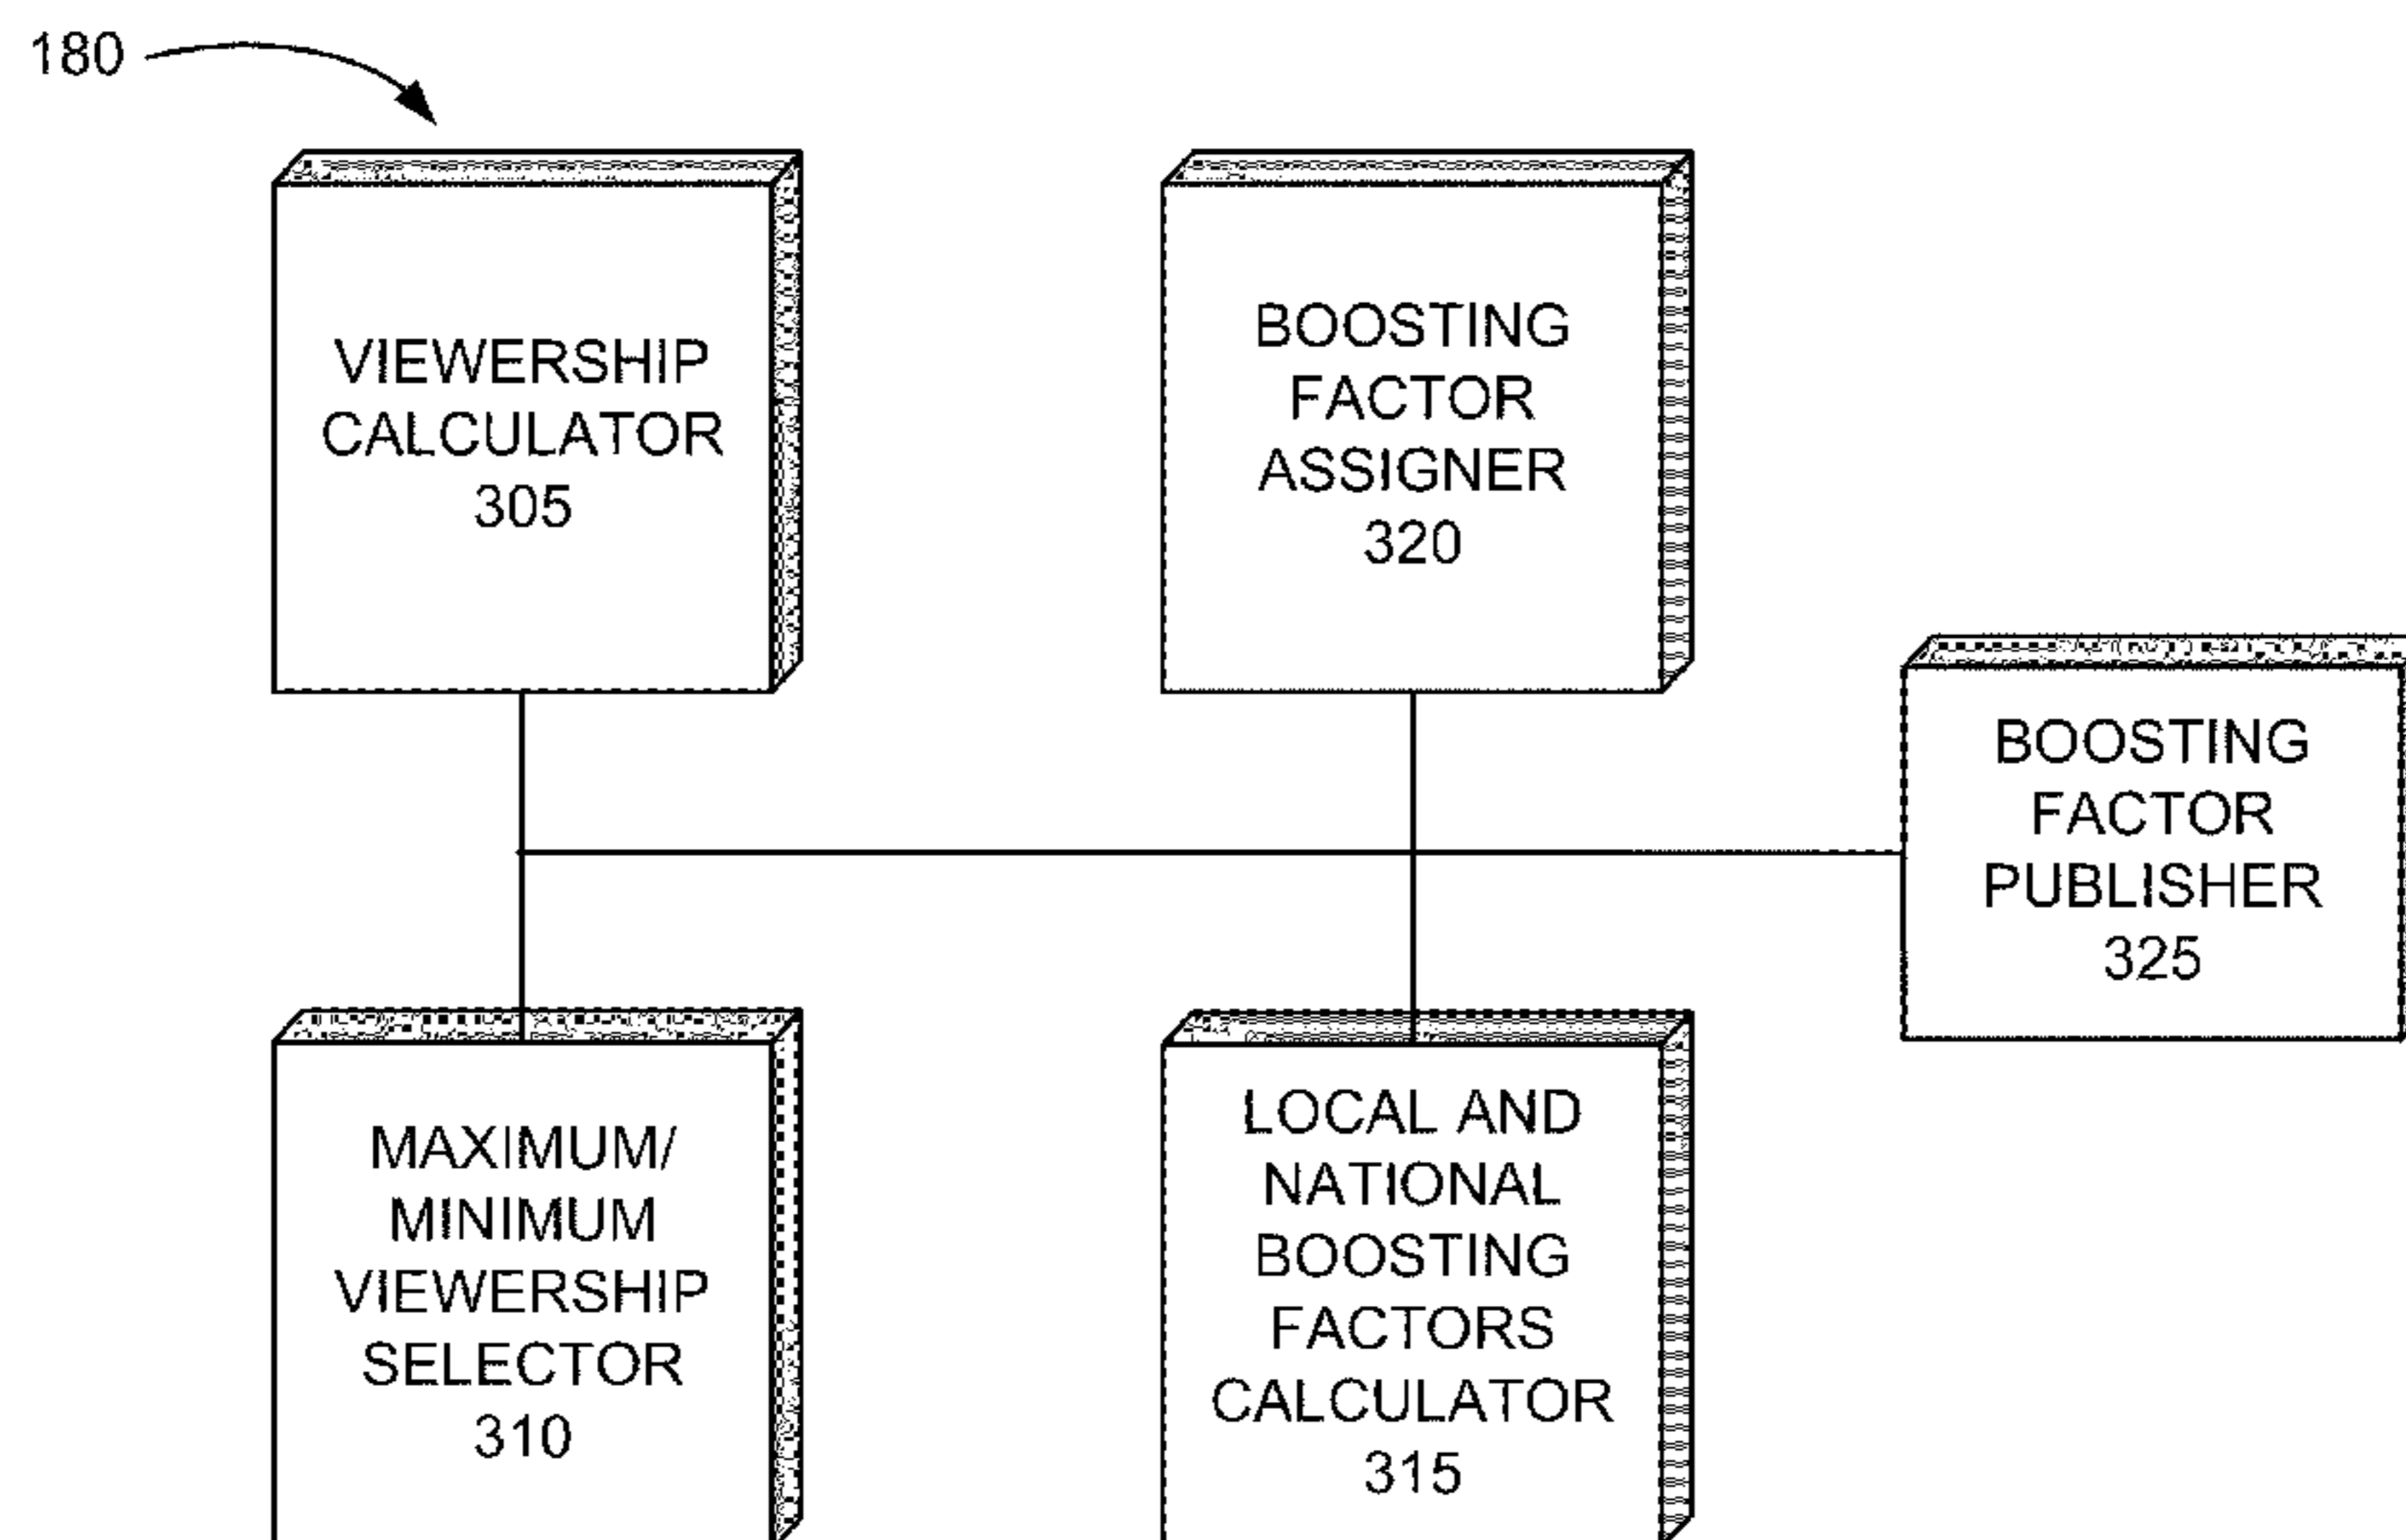 180
VIEWERSHIP
CALCULATOR
305
BOOSTING
FACTOR
ASSIGNER
320
BOOSTING
FACTOR
PUBLISHER
325
MAXIMUM/
MINIMUM
VIEWERSHIP
SELECTOR
310
LOCAL AND
NATIONAL
BOOSTING
FACTORS
CALCULATOR
315